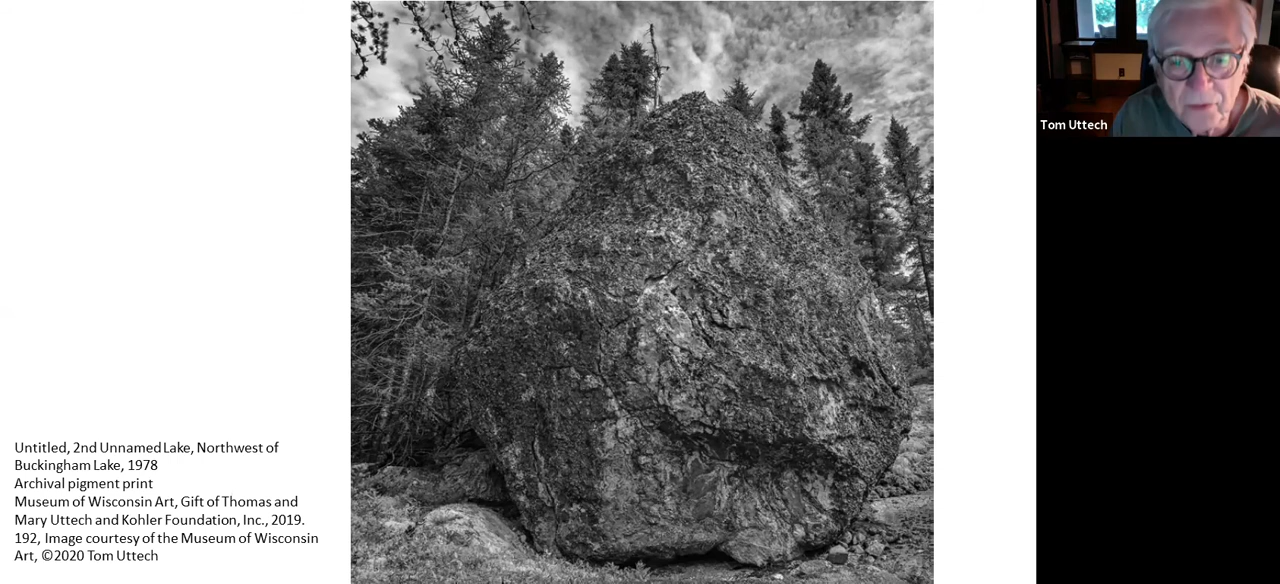 Untitled, 2nd Unnamed Lake, Northwest of
Buckingham Lake, 1978
Archival pigment print
Museum of Wisconsin Art, Gift of Thomas and
Mary Uttech and Kohler Foundation, Inc., 2019.
192, Image courtesy of the Museum of Wisconsin
Art, ©2020 Tom Uttech
Tom Uttech